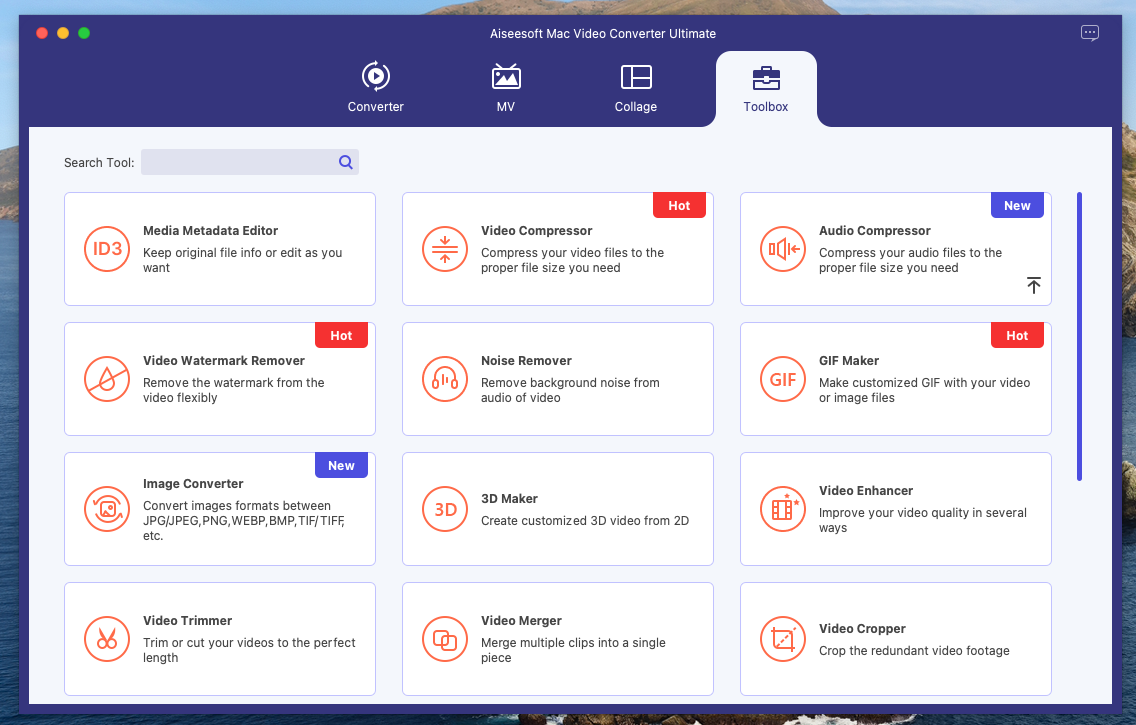 Aiseesoft Mac Video Converter Ultimate
Converter
MV
Collage
Toolbox
Search Tool:
ID3
Media Metadata Editor
Keep original file info or edit as you
want
Hot
Video Compressor
Compress your video files to the
proper file size you need
New
Audio Compressor
Compress your audio files to the
proper file size you need
Hot
Video Watermark Remover
Remove the watermark from the
video flexibly
Noise Remover
Remove background noise from
audio of video
Hot
GIF
GIF Maker
Make customized GIF with your video
or image files
New
Image Converter
Convert images formats between
JPG/JPEG,PNG,WEBP,BMP,TIF/TIFF,
etc.
3D
3D Maker
Create customized 3D video from 2D
Video Enhancer
Improve your video quality in several
ways
Video Trimmer
Trim or cut your videos to the perfect
length
Video Merger
Merge multiple clips into a single
piece
Video Cropper
Crop the redundant video footage